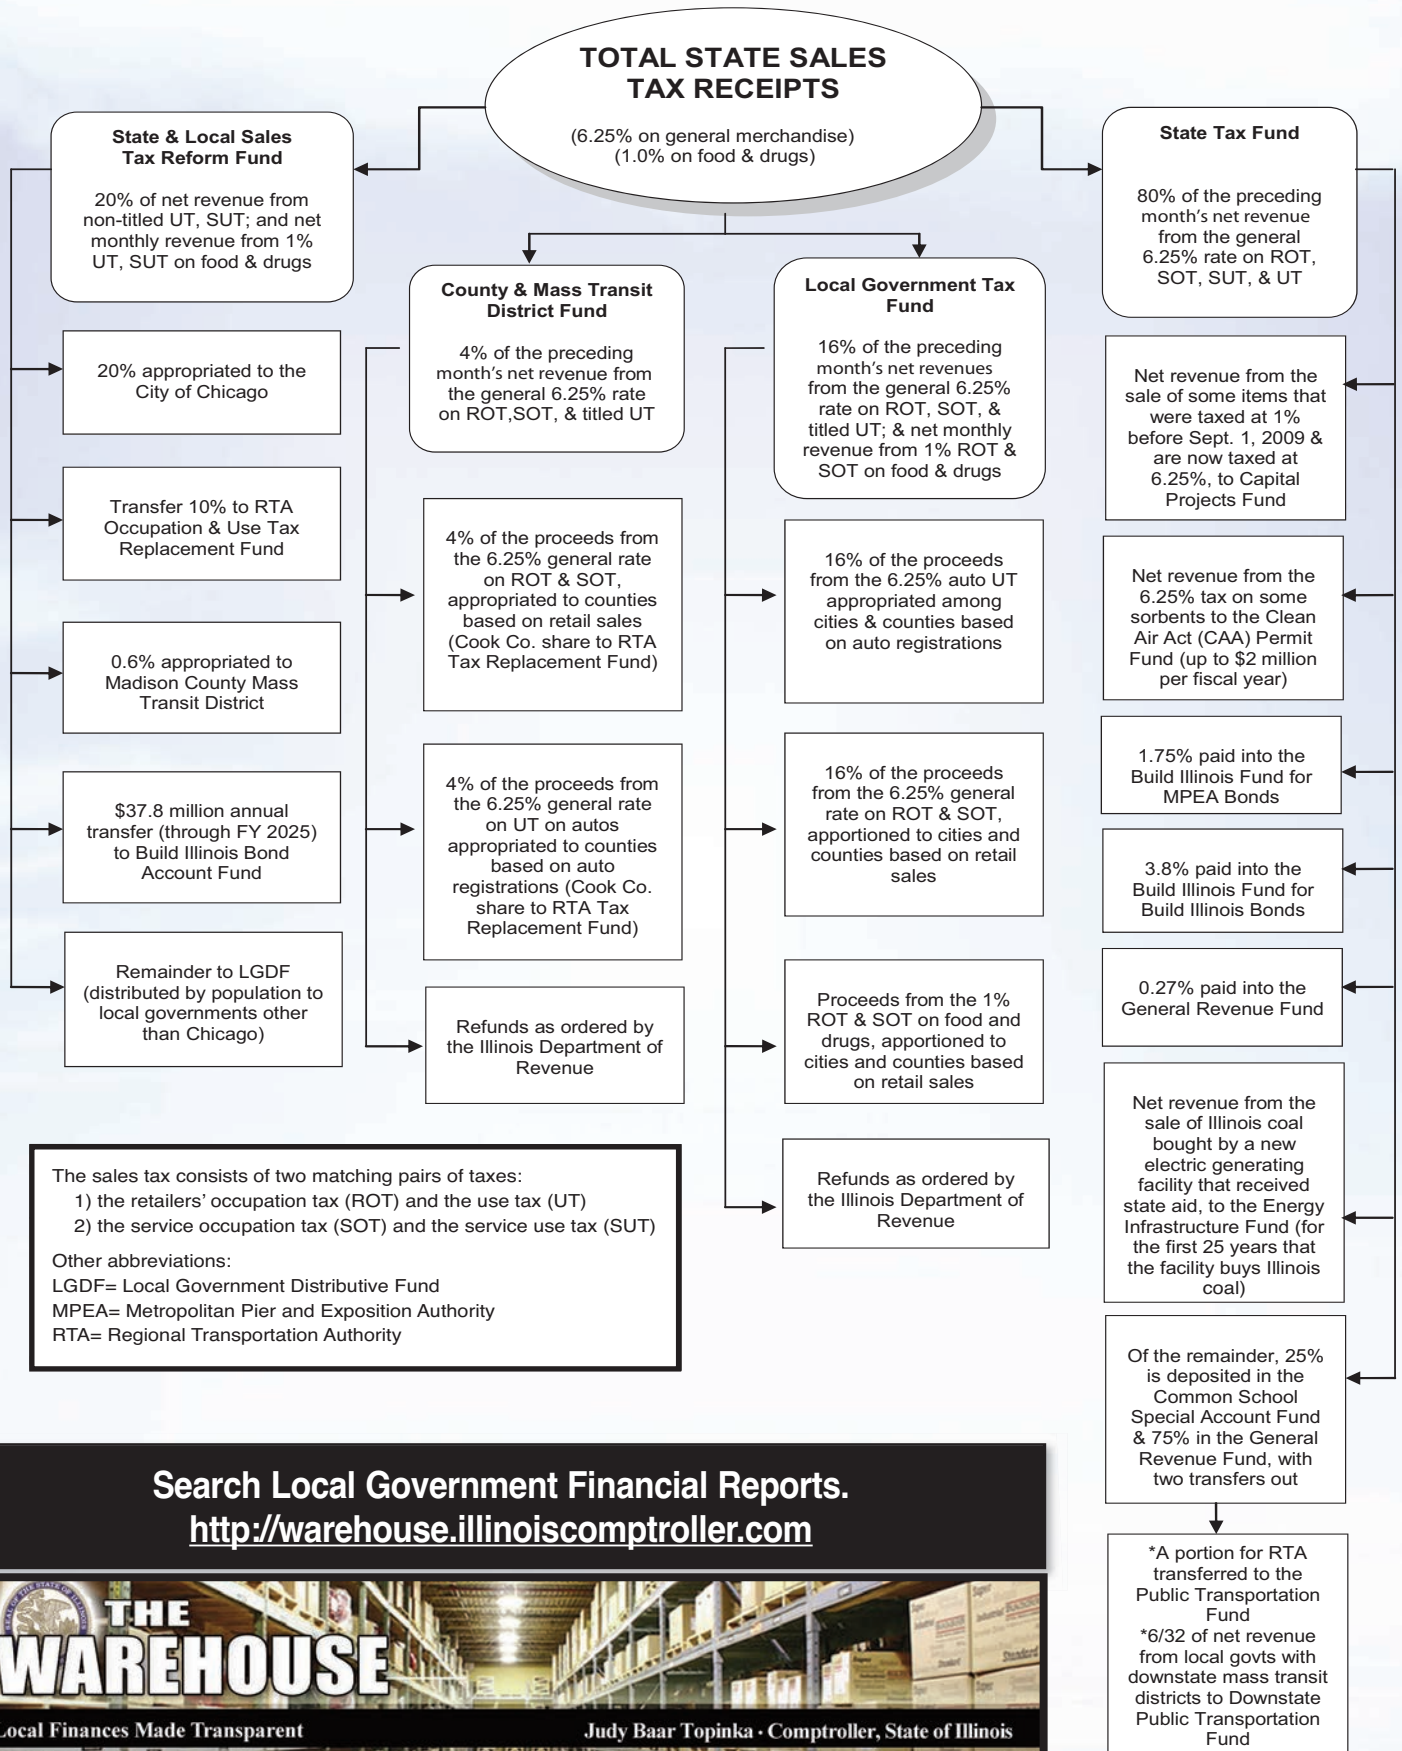 TOTAL STATE SALES
TAX RECEIPTS
(6.25% on general merchandise)
(1.0% on food & drugs)
State & Local Sales
Tax Reform Fund
20% of net revenue from
non-titled UT, SUT; and net
monthly revenue from 1%
UT, SUT on food & drugs
20% appropriated to the
City of Chicago
Transfer 10% to RTA
Occupation & Use Tax
Replacement Fund
0.6% appropriated to
Madison County Mass
Transit District
$37.8 million annual
transfer (through FY 2025)
to Build Illinois Bond
Account Fund
Remainder to LGDF
(distributed by population to
local governments other
than Chicago)
County & Mass Transit
District Fund
4% of the preceding
month's net revenue from
the general 6.25% rate
on ROT,SOT, & titled UT
4% of the proceeds from
the 6.25% general rate
on ROT & SOT,
appropriated to counties
based on retail sales
(Cook Co. share to RTA
Tax Replacement Fund)
4% of the proceeds from
the 6.25% general rate
on UT on autos
appropriated to counties
based on auto
registrations (Cook Co.
share to RTA Tax
Replacement Fund)
Refunds as ordered by
the Illinois Department of
Revenue
Local Government Tax
Fund
16% of the preceding
month's net revenues
from the general 6.25%
rate on ROT, SOT, &
titled UT; & net monthly
revenue from 1% ROT &
SOT on food & drugs
16% of the proceeds
from the 6.25% auto UT
appropriated among
cities & counties based
on auto registrations
16% of the proceeds
from the 6.25% general
rate on ROT & SOT,
apportioned to cities and
counties based on retail
sales
Proceeds from the 1%
ROT & SOT on food and
drugs, apportioned to
cities and counties based
on retail sales
Refunds as ordered by
the Illinois Department of
Revenue
State Tax Fund
80% of the preceding
month's net revenue
from the general
6.25% rate on ROT,
SOT, SUT, & UT
Net revenue from the
sale of some items that
were taxed at 1%
before Sept. 1, 2009 &
are now taxed at
6.25%, to Capital
Projects Fund
Net revenue from the
6.25% tax on some
sorbents to the Clean
Air Act (CAA) Permit
Fund (up to $2 million
per fiscal year)
1.75% paid into the
Build Illinois Fund for
MPEA Bonds
3.8% paid into the
Build Illinois Fund for
Build Illinois Bonds
0.27% paid into the
General Revenue Fund
Net revenue from the
sale of Illinois coal
bought by a new
electric generating
facility that received
state aid, to the Energy
Infrastructure Fund (for
the first 25 years that
the facility buys Illinois
coal)
Of the remainder, 25%
is deposited in the
Common School
Special Account Fund
& 75% in the General
Revenue Fund, with
two transfers out
*A portion for RTA
transferred to the
Public Transportation
Fund
*6/32 of net revenue
from local govts with
downstate mass transit
districts to Downstate
Public Transportation
Fund
The sales tax consists of two matching pairs of taxes:
1) the retailers' occupation tax (ROT) and the use tax (UT)
2) the service occupation tax (SOT) and the service use tax (SUT)
Other abbreviations:
LGDF= Local Government Distributive Fund
MPEA= Metropolitan Pier and Exposition Authority
RTA= Regional Transportation Authority
Search Local Government Financial Reports.
http://warehouse.illinoiscomptroller.com
THE
WAREHOUSE
Local Finances Made Transparent
Judy Baar Topinka · Comptroller, State of Illinois